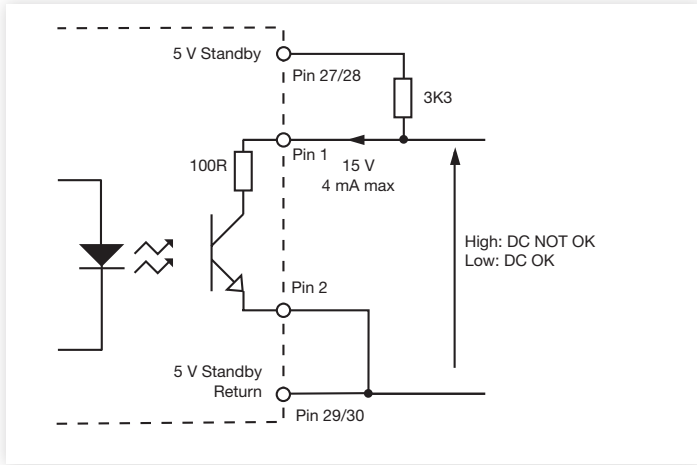 5 V Standby
Pin 27/28
3K3
Pin 1
100R
15 V
4 mA max
High: DC NOT OK
Low: DC OK
Pin 2
5 V Standby
Return
Pin 29/30